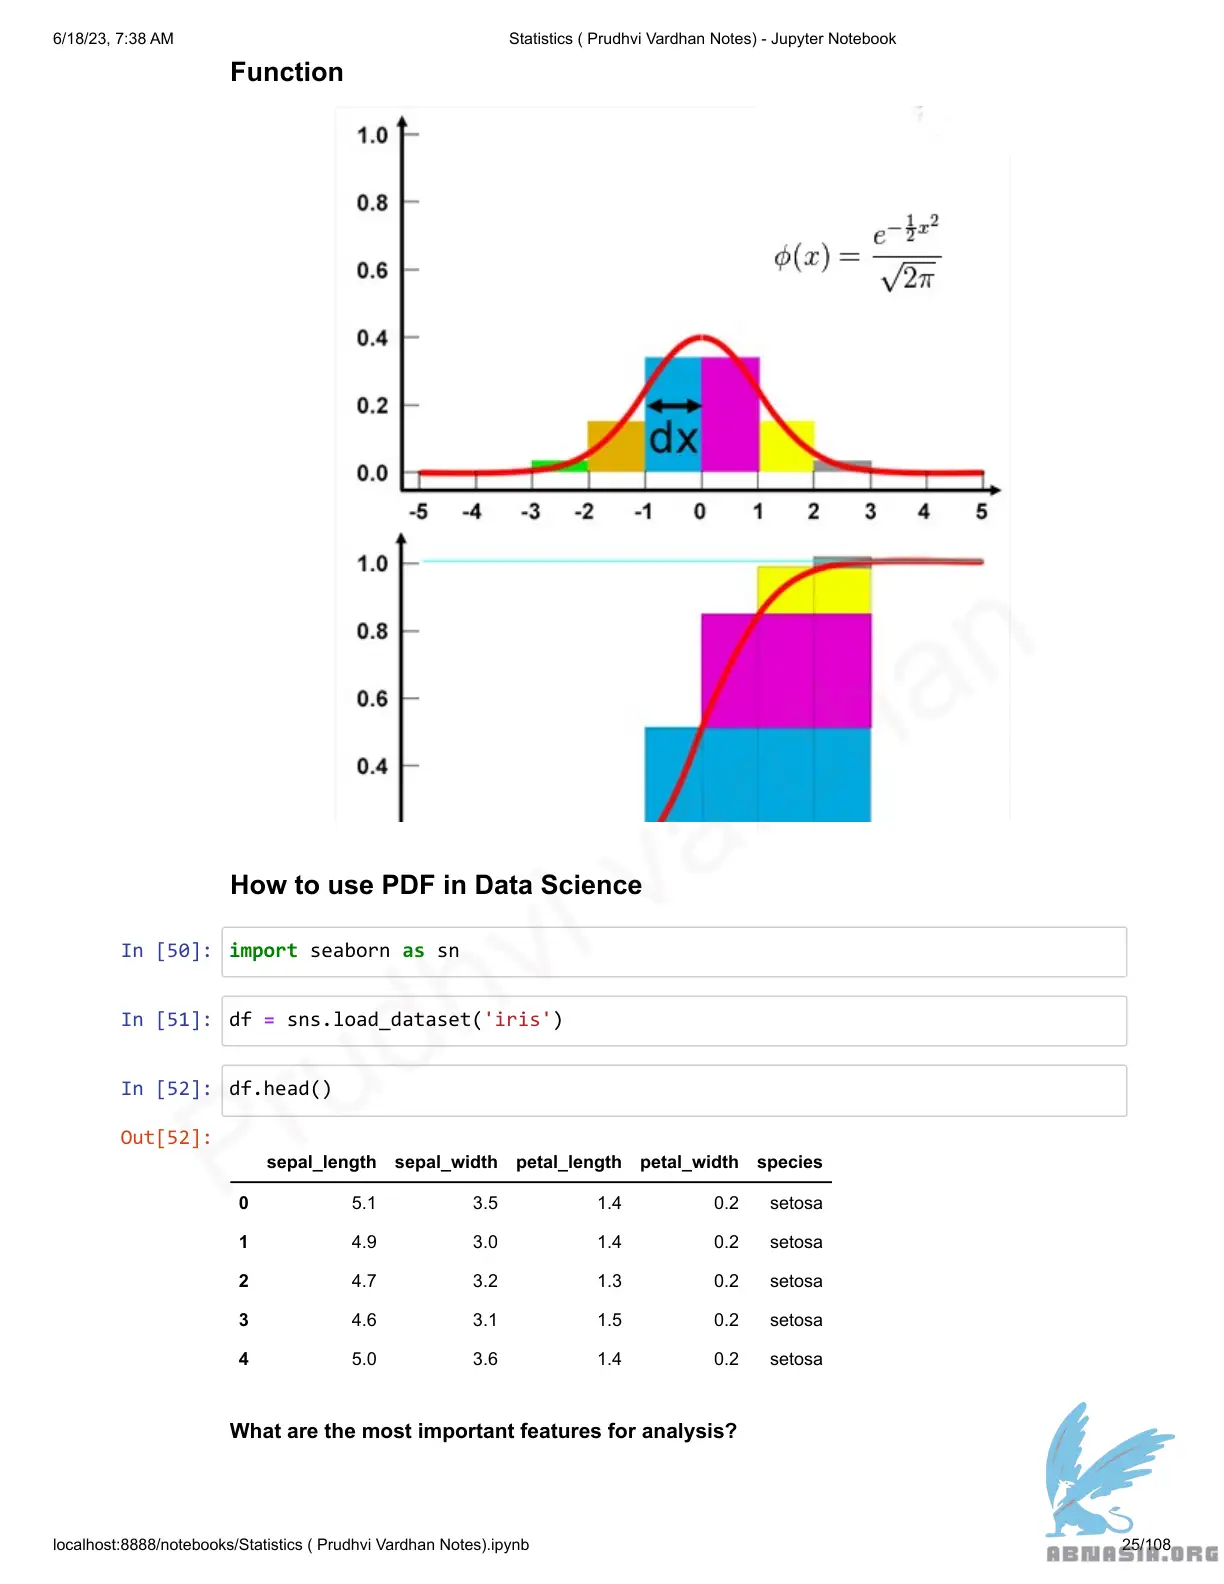 6/18/23, 7:38 AM
Statistics ( Prudhvi Vardhan Notes) - Jupyter Notebook
Function
1.0
0.8
0.6
0.4
0.2
0.0
ϕ(x) = e^{-\frac{1}{2}x^2} / √2π
dx
-5 -4 -3 -2 -1 0 1 2 3 4 5
1.0
0.8
0.6
0.4
Prudhvi Vardhan
How to use PDF in Data Science
In [50]: import seaborn as sn
In [51]: df = sns.load_dataset('iris')
In [52]: df.head()
Out[52]:
sepal_length sepal_width petal_length petal_width species
0 5.1 3.5 1.4 0.2 setosa
1 4.9 3.0 1.4 0.2 setosa
2 4.7 3.2 1.3 0.2 setosa
3 4.6 3.1 1.5 0.2 setosa
4 5.0 3.6 1.4 0.2 setosa
What are the most important features for analysis?
localhost:8888/notebooks/Statistics ( Prudhvi Vardhan Notes).ipynb
25/108
ABNASIA.ORG